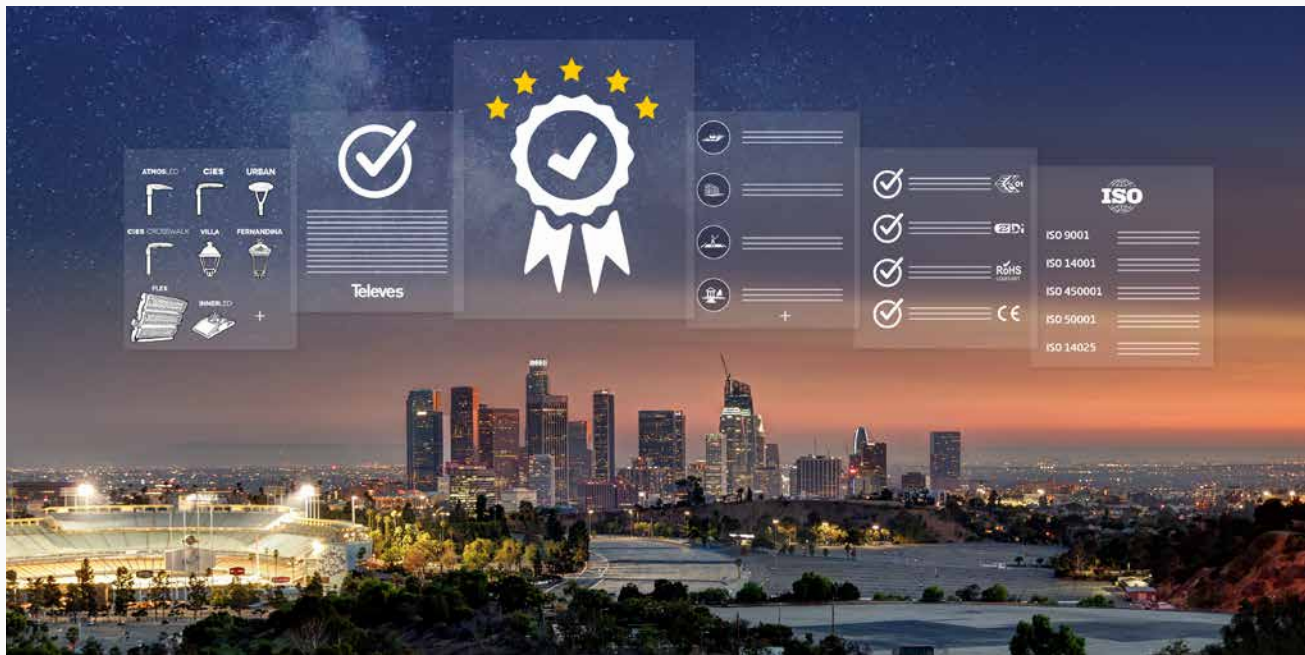 ATMOSLED CIES URBAN
CIES CROSSWALK VILLA FERNANDINA
FLEX INNERLED
+
Televes
+
RoHS
CE
ISO
ISO 9001
ISO 14001
ISO 450001
ISO 50001
ISO 14025